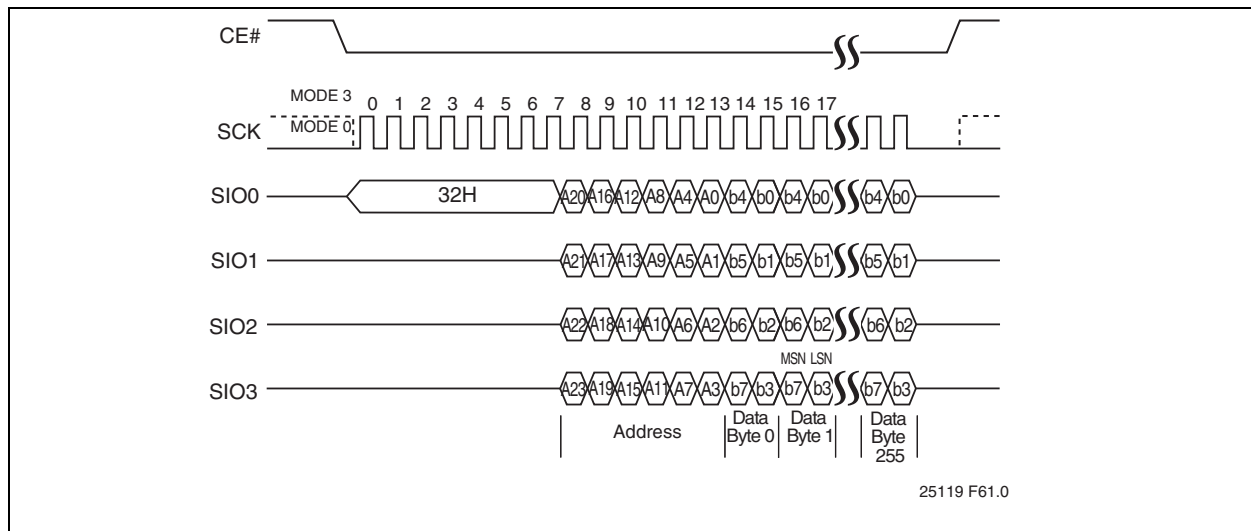 CE#
MODE 3
0 1 2 3 4 5 6 7 8 9 10 11 12 13 14 15 16 17
SCK
MODE 0
SIO0
32H
A20 A16 A12 A8 A4 A0 b4 b0 b4 b0 b4 b0
SIO1
A21 A17 A13 A9 A5 A1 b5 b1 b5 b1 b5 b1
SIO2
A22 A18 A14 A10 A6 A2 b6 b2 b6 b2 b6 b2
MSN LSN
SIO3
A23 A19 A15 A11 A7 A3 b7 b3 b7 b3 b7 b3
Address
Data
Byte 0
Data
Byte 1
Data
Byte
255
25119 F61.0